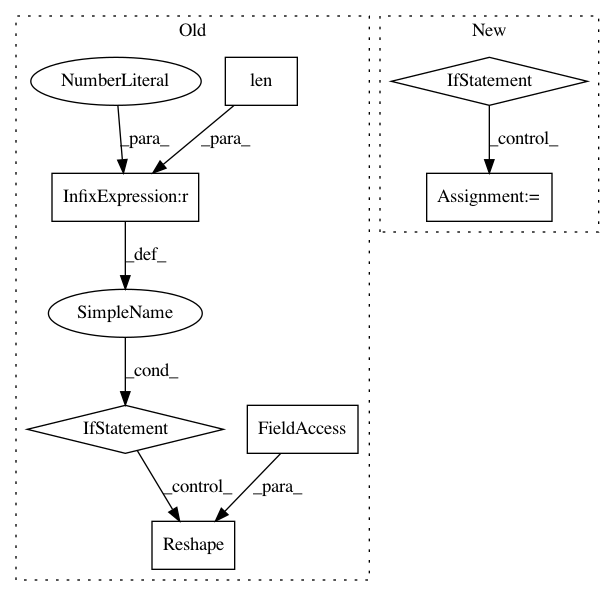 Old
New
NumberLiteral
len
IfStatement
_para_
_para_
_control_
InfixExpression:r
Assignment:=
_def_
SimpleName
_cond_
IfStatement
FieldAccess
_control_
_para_
Reshape